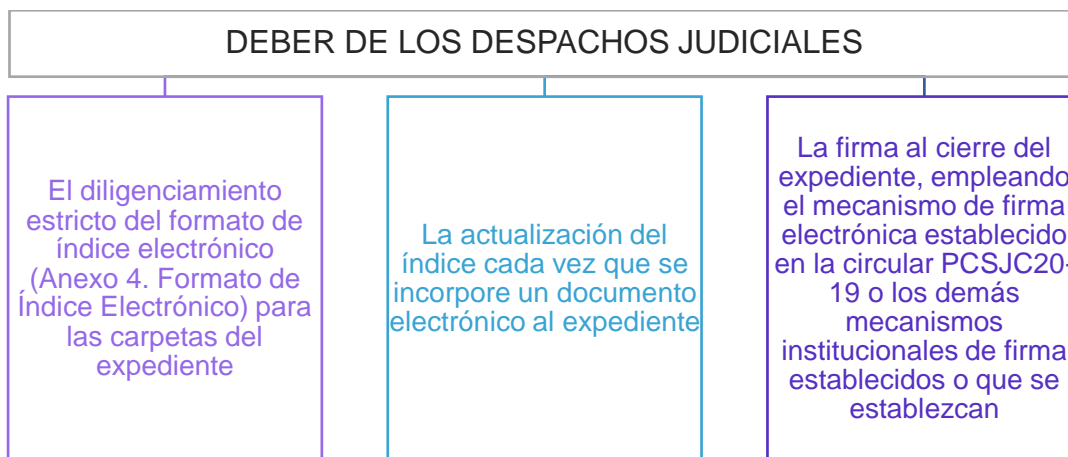 DEBER DE LOS DESPACHOS JUDICIALES
El diligenciamiento
estricto del formato de
índice electrónico
(Anexo 4. Formato de
Índice Electrónico) para
las carpetas del
expediente
La actualización del
índice cada vez que se
incorpore un documento
electrónico al expediente
La firma al cierre del
expediente, empleando
el mecanismo de firma
electrónica establecido
en la circular PCSJC20-
19 o los demás
mecanismos
institucionales de firma
establecidos o que se
establezcan